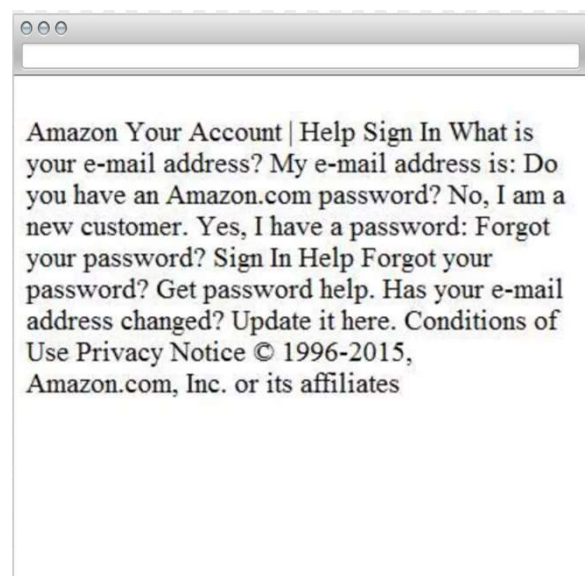 Amazon Your Account | Help Sign In What is
your e-mail address? My e-mail address is: Do
you have an Amazon.com password? No, I am a
new customer. Yes, I have a password: Forgot
your password? Sign In Help Forgot your
password? Get password help. Has your e-mail
address changed? Update it here. Conditions of
Use Privacy Notice © 1996-2015,
Amazon.com, Inc. or its affiliates